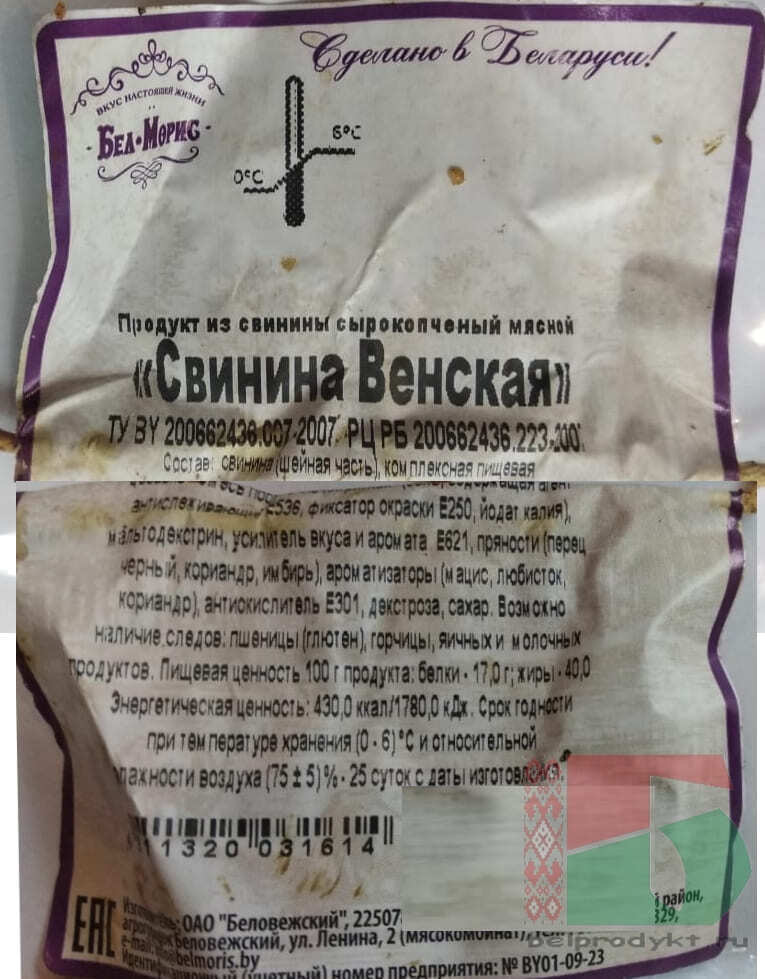 Сделано в Беларуси!
ВКУС НАСТОЯЩЕЙ ЖИЗНИ
БЕЛ·МОРИС
6°C
0°C
Продукт из свинины сырокопченый мясной
«Свинина Венская»
ТУ BY 200662436.007-2007. РЦ РБ 200662436.223-200
Состав: свинина (шейная часть), комплексная пищевая
антислеживающий E536, фиксатор окраски E250, йодат калия),
мальтодекстрин, усилитель вкуса и аромата E621, пряности (перец
черный, кориандр, имбирь), ароматизаторы (мацис, любисток,
кориандр), антиокислитель E301, декстроза, сахар. Возможно
наличие следов: пшеницы (глютен), горчицы, яичных и молочных
продуктов. Пищевая ценность 100 г продукта: белки - 17,0 г; жиры - 40,0
Энергетическая ценность: 430,0 ккал/1780,0 кДж. Срок годности
при температуре хранения (0 - 6) °C и относительной
влажности воздуха (75 ± 5) % - 25 суток с даты изготовления.
11320 031614
EAC
Изготовитель: ОАО "Беловежский", 22507
й район,
Беловежский, ул. Ленина, 2 (мясокомбинат)
329,
belmoris.by
(учетный) номер предприятия: № BY01-09-23
belprodykt.ru